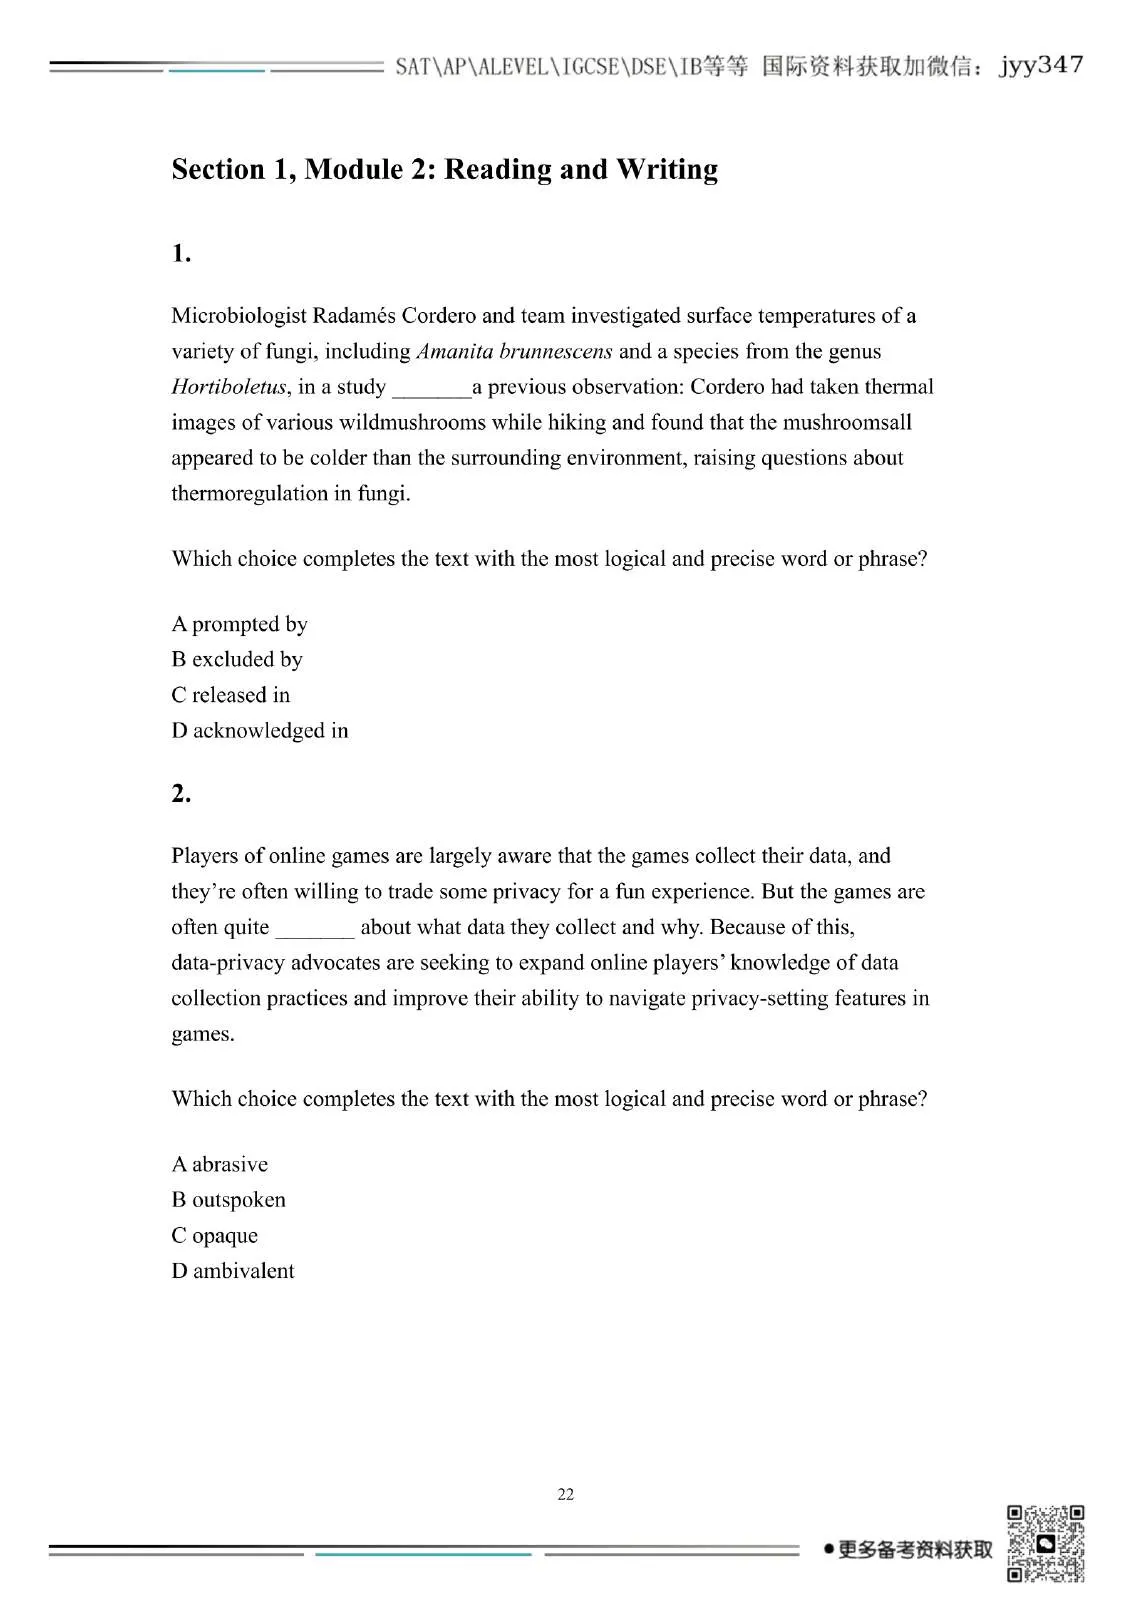 SAT\AP\ALEVEL\IGCSE\DSE\IB等等 国际资料获取加微信： jyy347
Section 1, Module 2: Reading and Writing
1.
Microbiologist Radamés Cordero and team investigated surface temperatures of a
variety of fungi, including Amanita brunnescens and a species from the genus
Hortiboletus, in a study _______a previous observation: Cordero had taken thermal
images of various wildmushrooms while hiking and found that the mushroomsall
appeared to be colder than the surrounding environment, raising questions about
thermoregulation in fungi.
Which choice completes the text with the most logical and precise word or phrase?
A prompted by
B excluded by
C released in
D acknowledged in
2.
Players of online games are largely aware that the games collect their data, and
they’re often willing to trade some privacy for a fun experience. But the games are
often quite _______ about what data they collect and why. Because of this,
data-privacy advocates are seeking to expand online players’ knowledge of data
collection practices and improve their ability to navigate privacy-setting features in
games.
Which choice completes the text with the most logical and precise word or phrase?
A abrasive
B outspoken
C opaque
D ambivalent
22
●更多备考资料获取